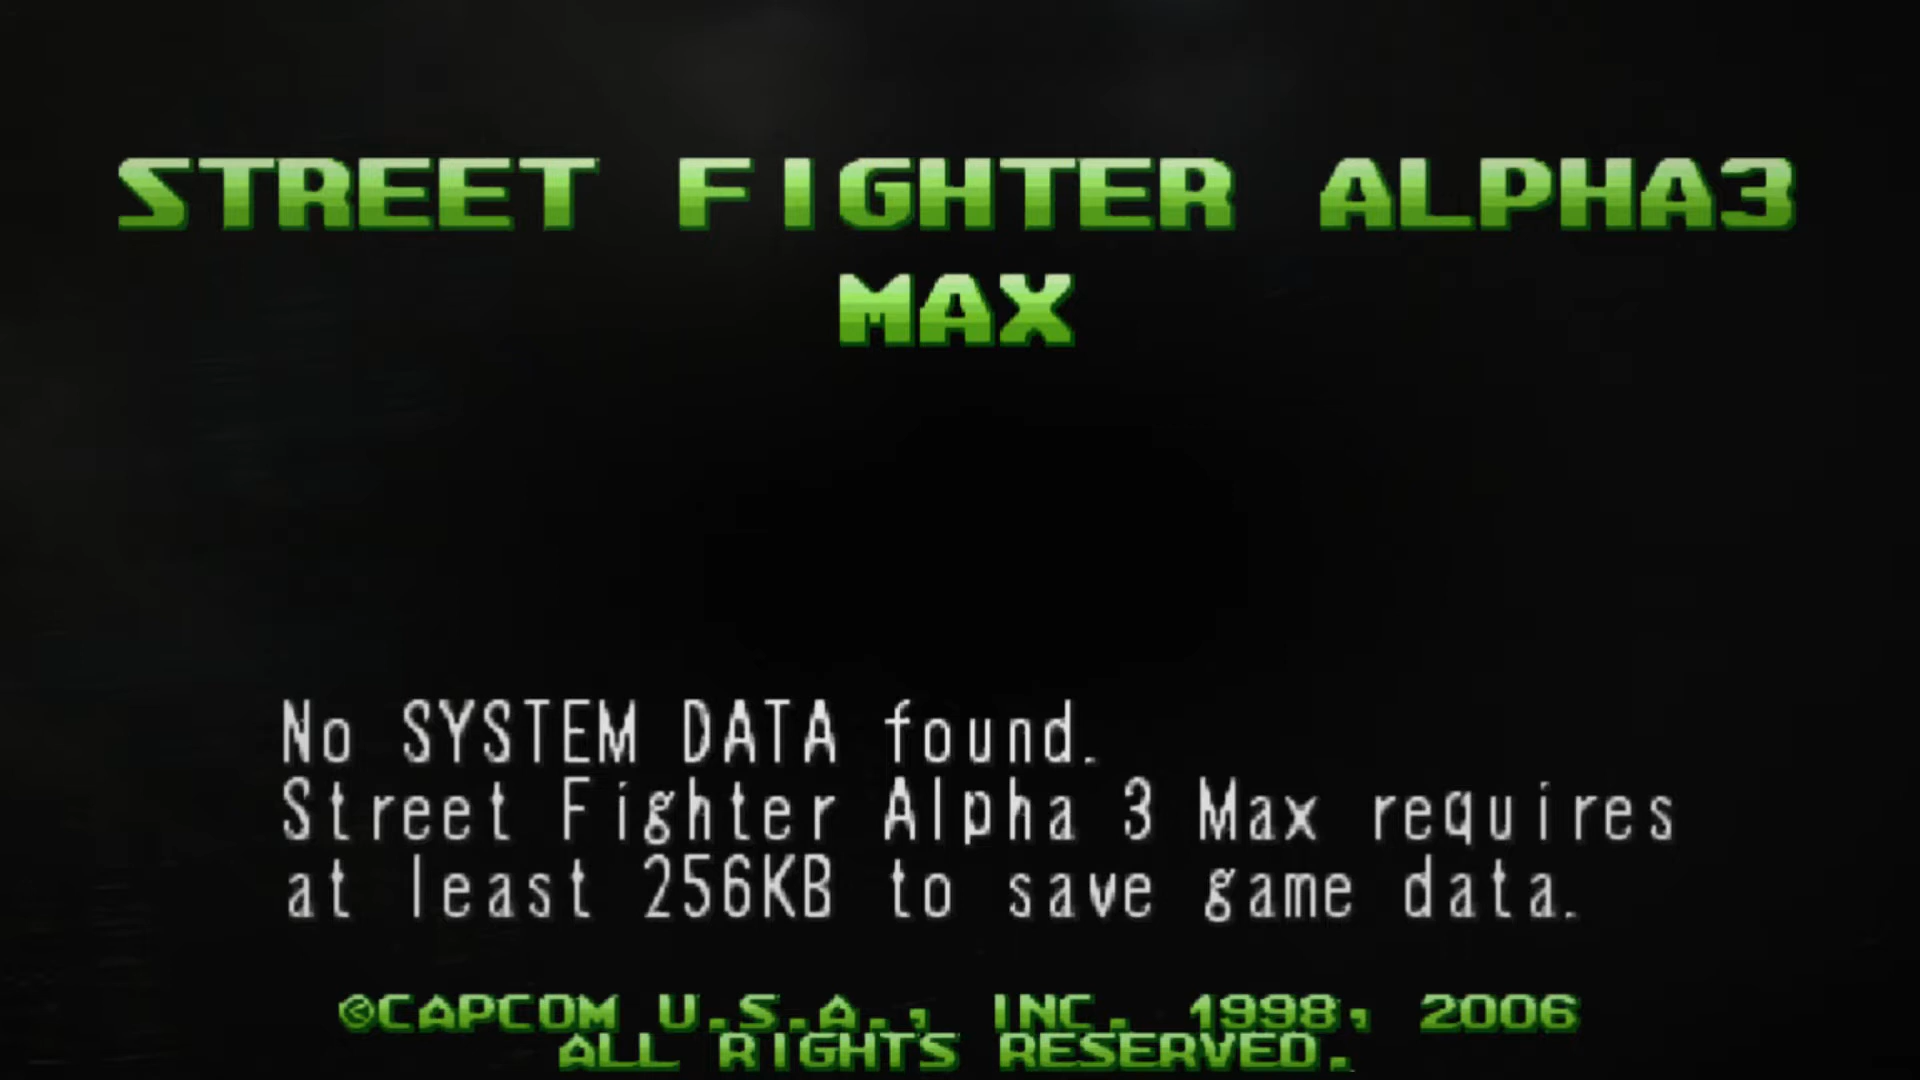 STREET FIGHTER ALPHA3
MAX
No SYSTEM DATA found.
Street Fighter Alpha 3 Max requires
at least 256KB to save game data.
©CAPCOM U.S.A., INC. 1998, 2006
ALL RIGHTS RESERVED.